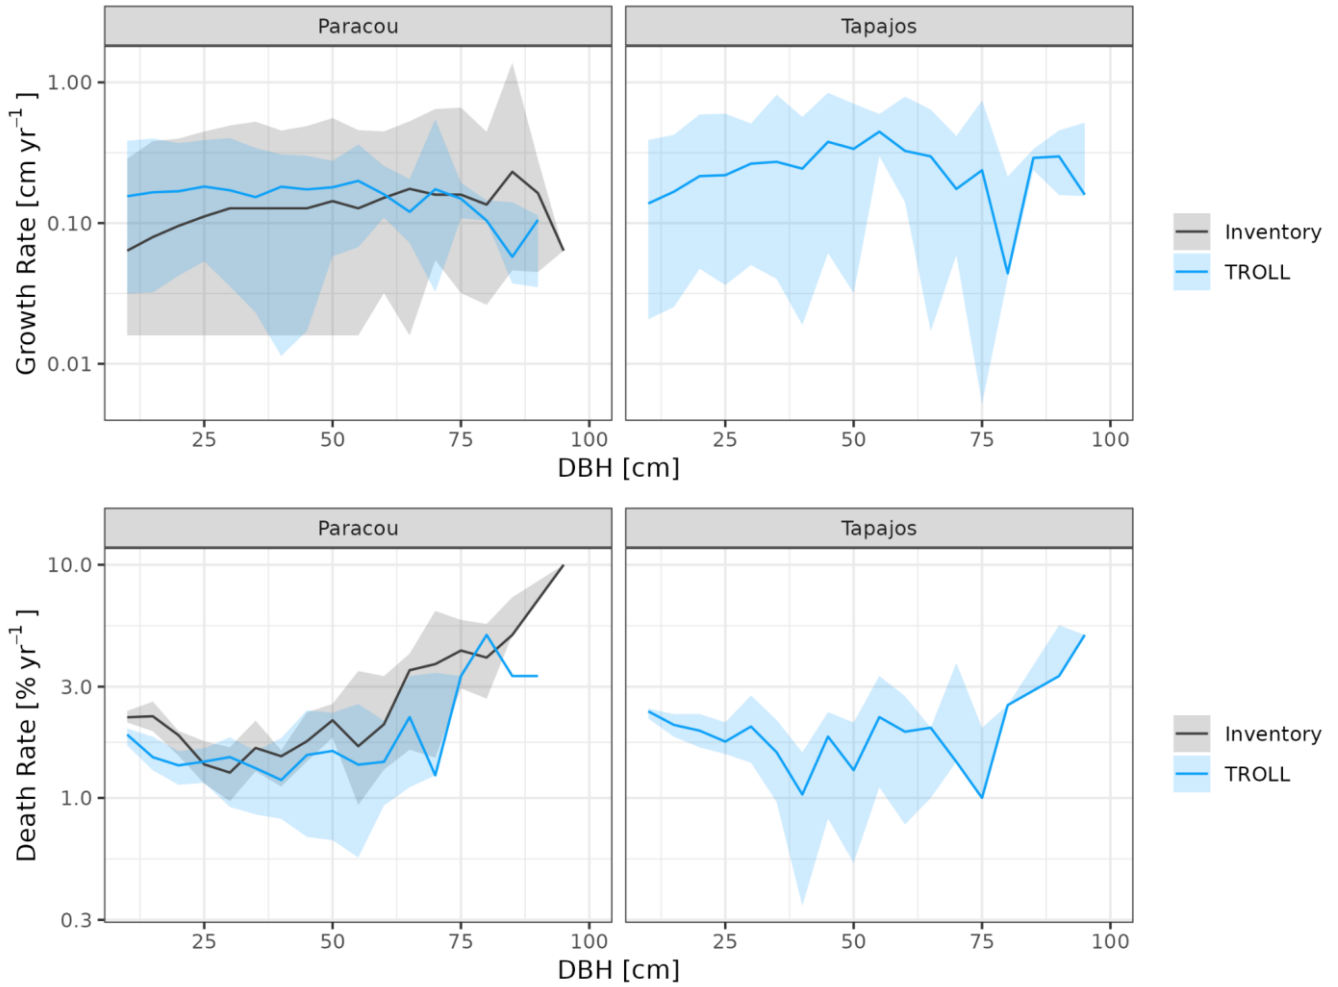 Paracou
Tapajos
Growth Rate [cm yr⁻¹ ]
1.00
0.10
0.01
25
50
75
100
25
50
75
100
DBH [cm]
Inventory
TROLL
Paracou
Tapajos
Death Rate [% yr⁻¹ ]
10.0
3.0
1.0
0.3
25
50
75
100
25
50
75
100
DBH [cm]
Inventory
TROLL